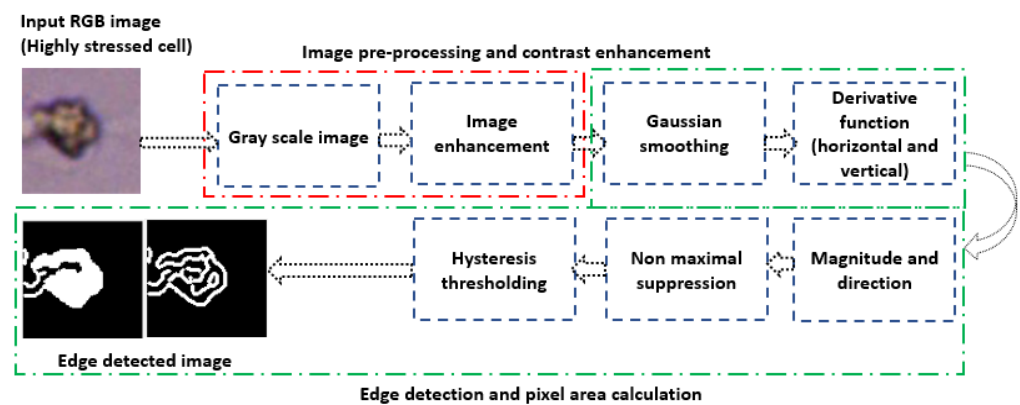 Input RGB image
(Highly stressed cell)
Image pre-processing and contrast enhancement
Gray scale image
Image
enhancement
Gaussian
smoothing
Derivative
function
(horizontal and
vertical)
Hysteresis
thresholding
Non maximal
suppression
Magnitude and
direction
Edge detected image
Edge detection and pixel area calculation